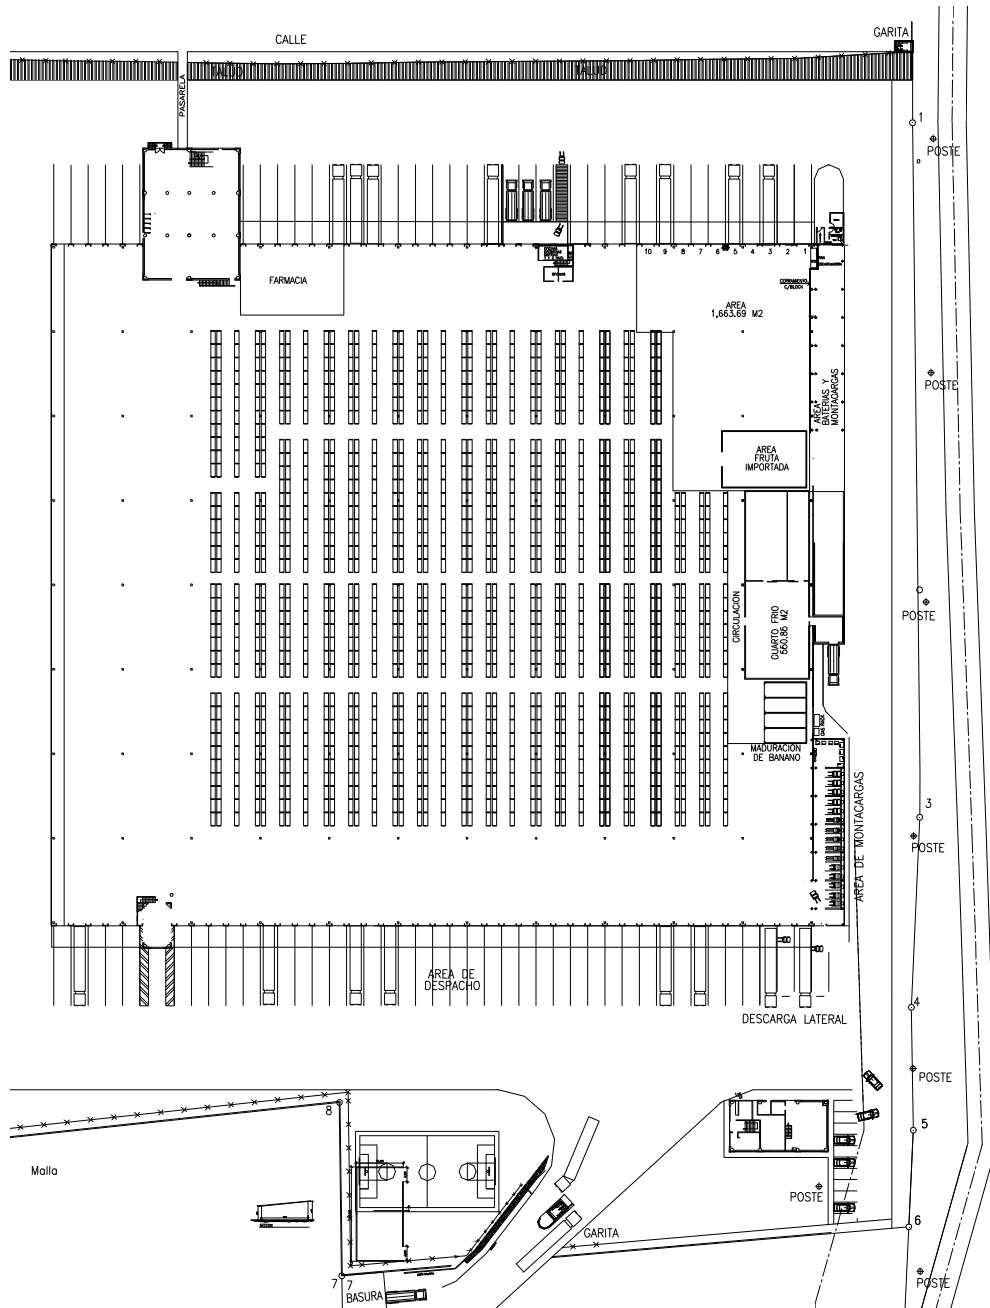 CALLE
GARITA
TALUD
TALUD
PASARELA
1
POSTE
FARMACIA
10 9 8 7 6 5 4 3 2 1
CERRAMIENTO
C/BLOCK
AREA
1,663.69 M2
POSTE
AREA
BATERIAS Y
MONTACARGAS
AREA
FRUTA
IMPORTADA
CIRCULACION
CUARTO FRIO
560.86 M2
POSTE
MADURACION
DE BANANO
3
POSTE
AREA DE MONTACARGAS
AREA DE
DESPACHO
DESCARGA LATERAL
4
POSTE
5
8
Malla
POSTE
GARITA
6
7
7
BASURA
POSTE